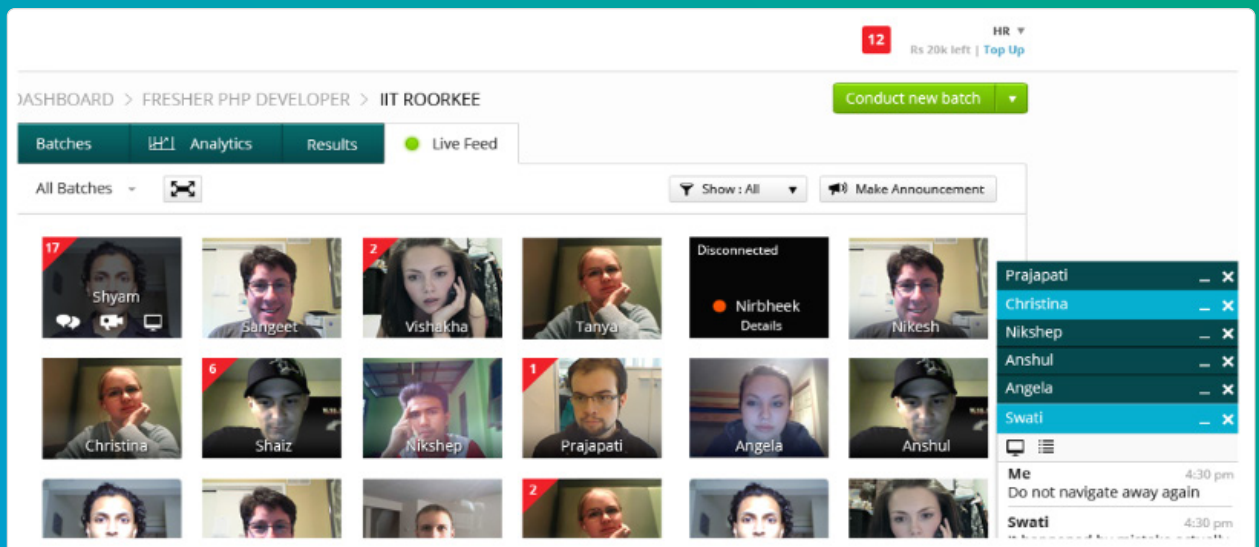 12
HR
Rs 20k left | Top Up
DASHBOARD > FRESHER PHP DEVELOPER > IIT ROORKEE
Conduct new batch
Batches
Analytics
Results
Live Feed
All Batches
Show : All
Make Announcement
17
Shyam
Sangeet
2
Vishakha
Tanya
Disconnected
Nirbheek
Details
Nikesh
Christina
6
Shaiz
Nikshep
1
Prajapati
Angela
Anshul
2
Prajapati
Christina
Nikshep
Anshul
Angela
Swati
Me 4:30 pm
Do not navigate away again
Swati 4:30 pm